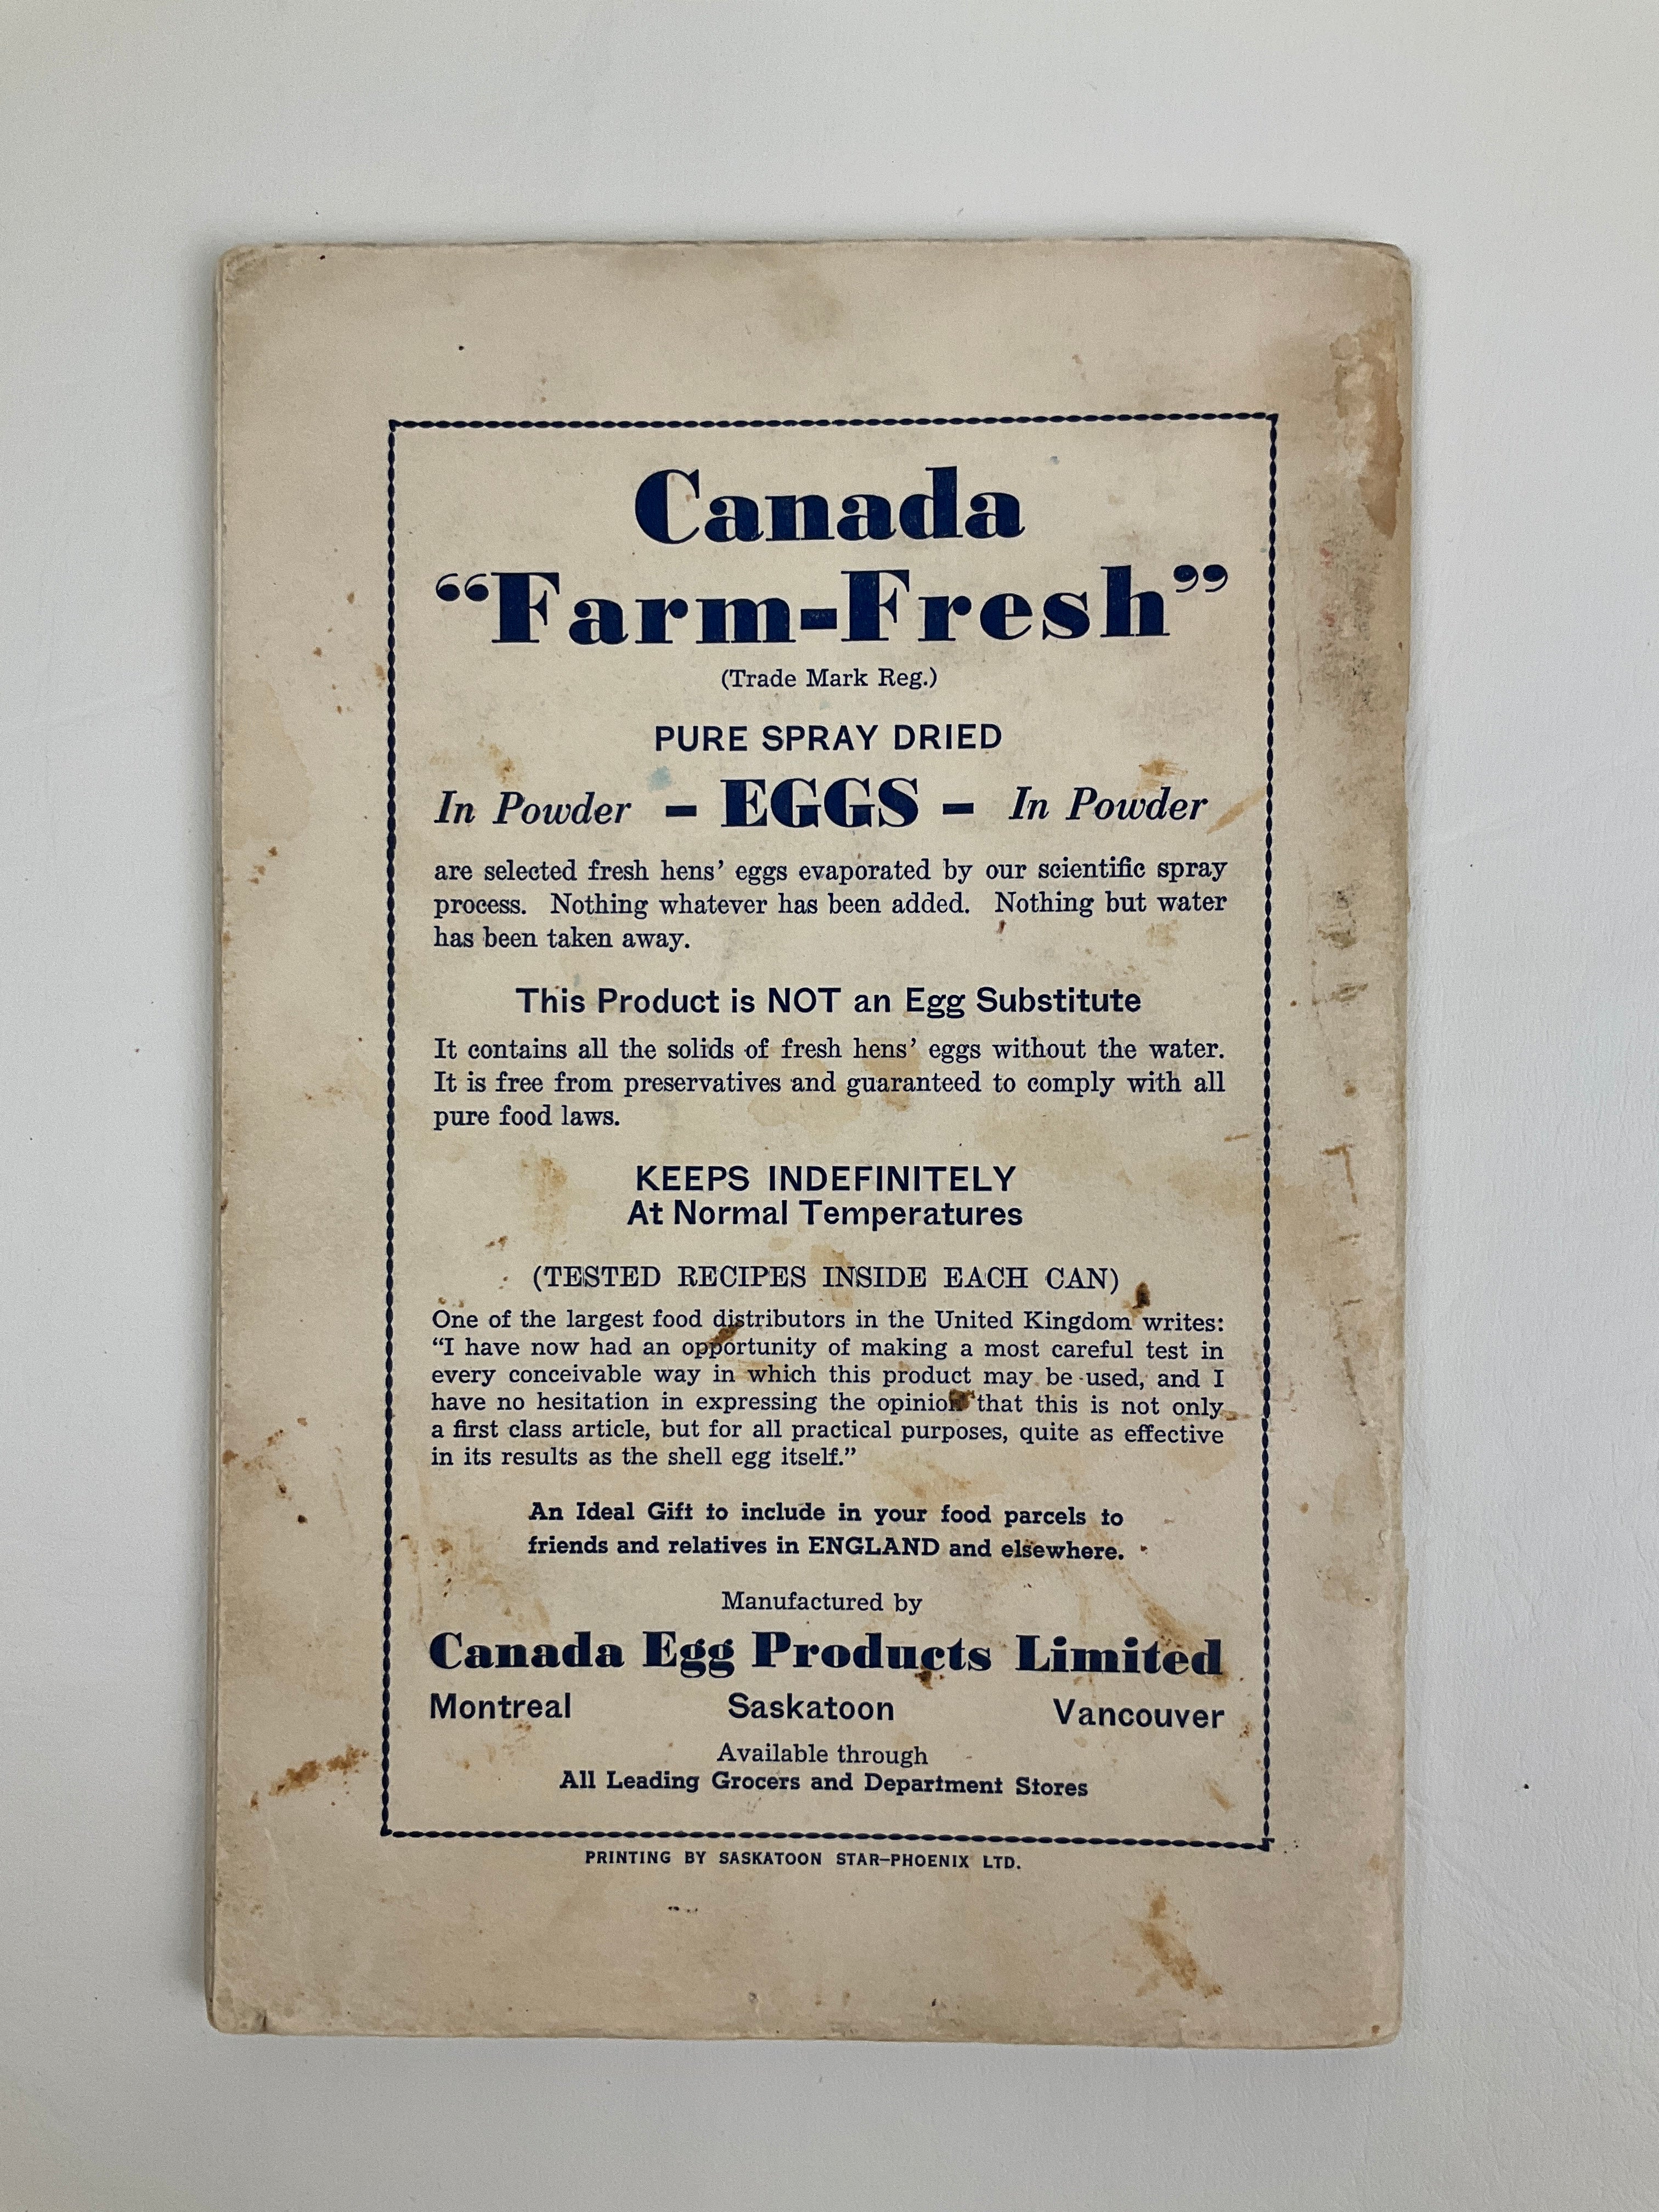 Canada
“Farm-Fresh”
(Trade Mark Reg.)
PURE SPRAY DRIED
In Powder – EGGS – In Powder
are selected fresh hens’ eggs evaporated by our scientific spray
process. Nothing whatever has been added. Nothing but water
has been taken away.
This Product is NOT an Egg Substitute
It contains all the solids of fresh hens’ eggs without the water.
It is free from preservatives and guaranteed to comply with all
pure food laws.
KEEPS INDEFINITELY
At Normal Temperatures
(TESTED RECIPES INSIDE EACH CAN)
One of the largest food distributors in the United Kingdom writes:
“I have now had an opportunity of making a most careful test in
every conceivable way in which this product may be used, and I
have no hesitation in expressing the opinion that this is not only
a first class article, but for all practical purposes, quite as effective
in its results as the shell egg itself.”
An Ideal Gift to include in your food parcels to
friends and relatives in ENGLAND and elsewhere.
Manufactured by
Canada Egg Products Limited
Montreal Saskatoon Vancouver
Available through
All Leading Grocers and Department Stores
PRINTING BY SASKATOON STAR–PHOENIX LTD.